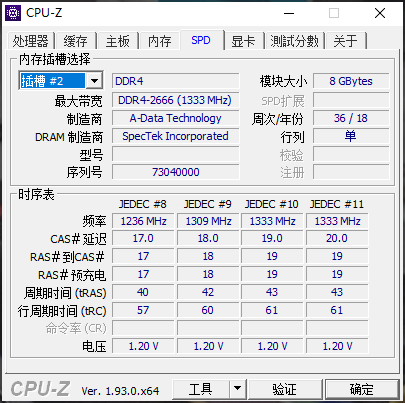 CPU-Z
处理器 缓存 主板 内存 SPD 显卡 測試分數 关于
内存插槽选择
插槽 #2 DDR4 模块大小 8 GBytes
最大带宽 DDR4-2666 (1333 MHz) SPD扩展
制造商 A-Data Technology 周次/年份 36 / 18
DRAM 制造商 SpecTek Incorporated 行列 单
型号 校验
序列号 73040000 注册
时序表
JEDEC #8 JEDEC #9 JEDEC #10 JEDEC #11
频率 1236 MHz 1309 MHz 1333 MHz 1333 MHz
CAS# 延迟 17.0 18.0 19.0 20.0
RAS# 到CAS# 17 18 19 19
RAS# 预充电 17 18 19 19
周期时间 (tRAS) 40 42 43 43
行周期时间 (tRC) 57 60 61 61
命令率 (CR)
电压 1.20 V 1.20 V 1.20 V 1.20 V
CPU-Z Ver. 1.93.0.x64 工具 验证 确定